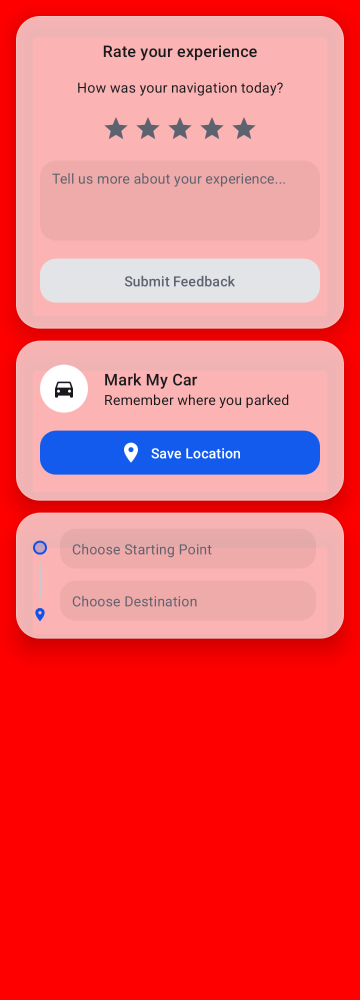 Rate your experience
How was your navigation today?
Tell us more about your experience...
Submit Feedback
Mark My Car
Remember where you parked
Save Location
Choose Starting Point
Choose Destination